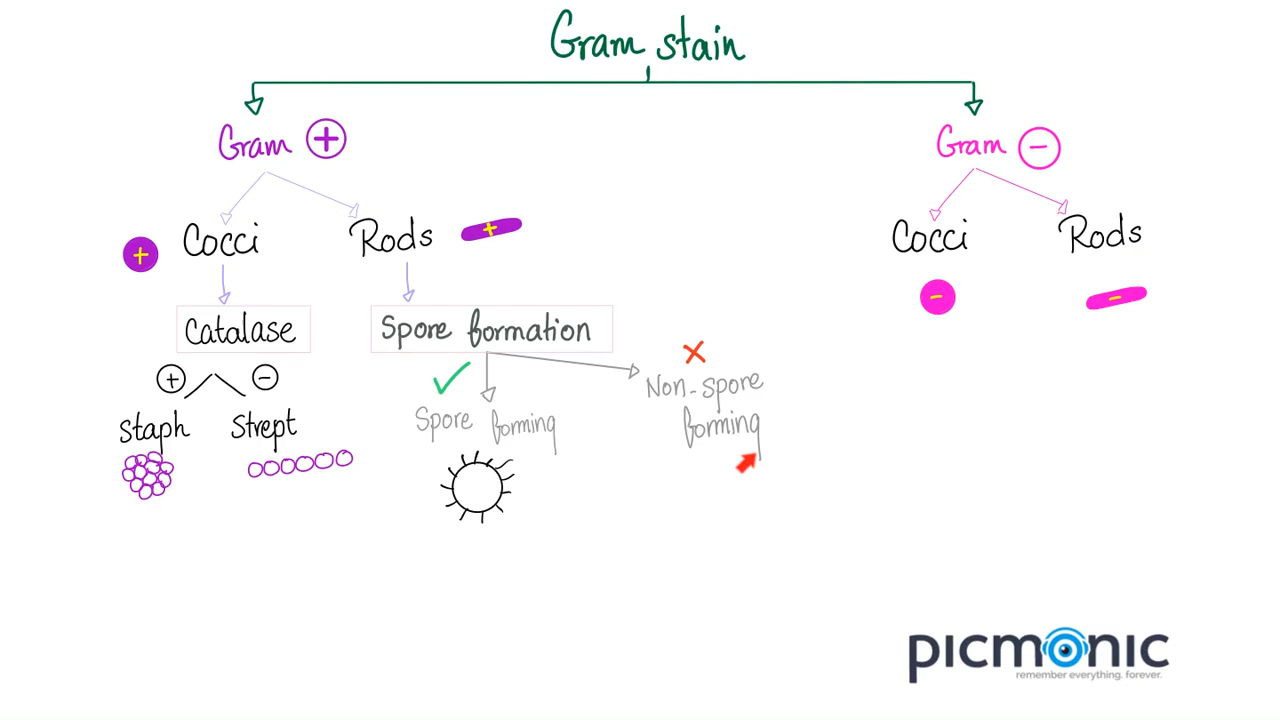 Gram stain
Gram +
Gram −
Cocci
Rods
+
+
Cocci
Rods
−
−
Catalase
Spore formation
+
−
Staph
Strept
Spore forming
Non-spore
forming
picmonic
remember everything. forever.